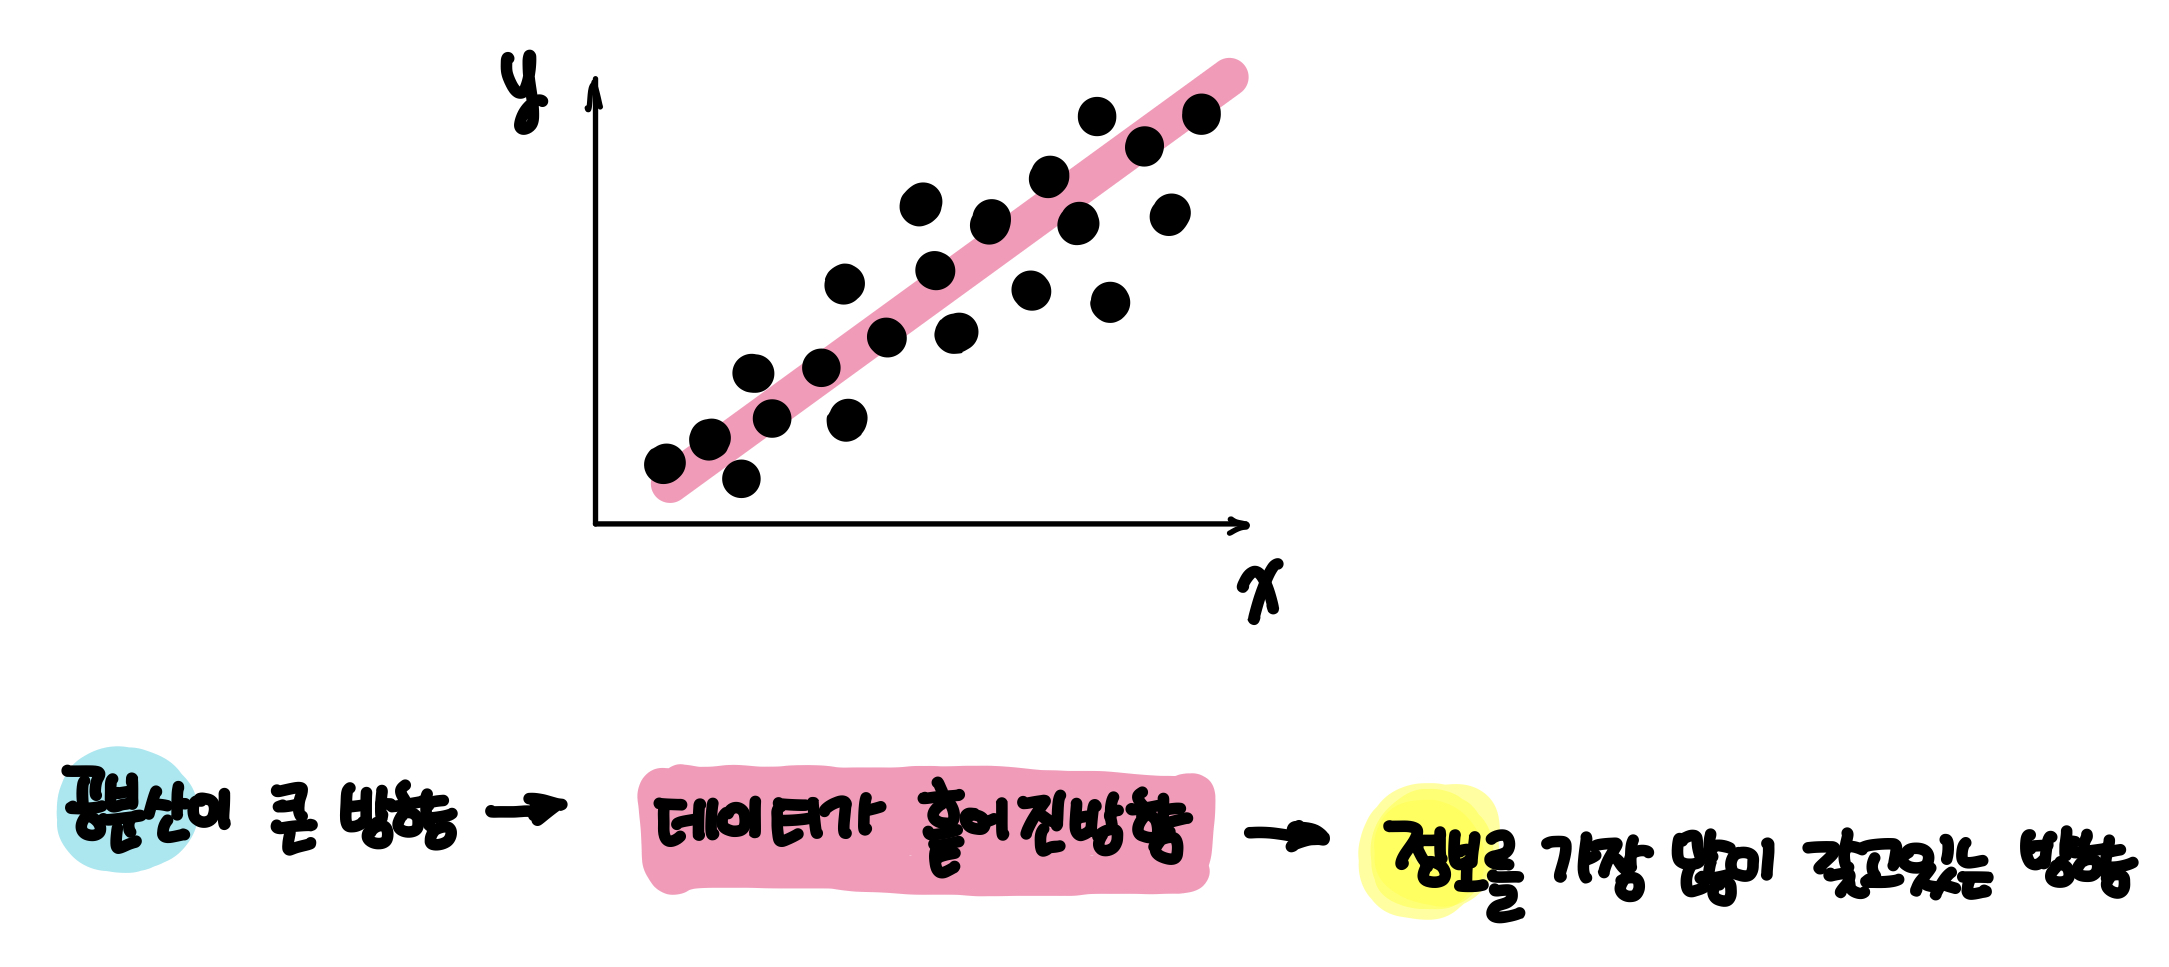 y
x
공분산이 큰 방향 → 데이터가 흩어진방향 → 정보를 가장 많이 갖고있는 방향